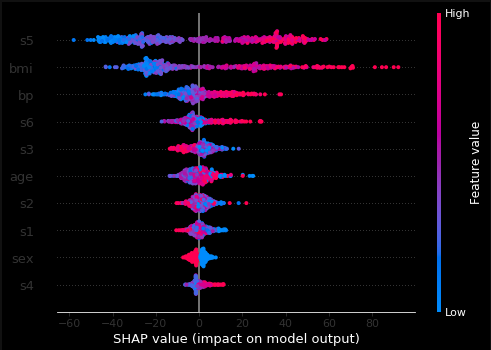 High
s5
bmi
bp
s6
s3
age
s2
s1
sex
s4
Feature value
Low
−60 −40 −20 0 20 40 60 80
SHAP value (impact on model output)